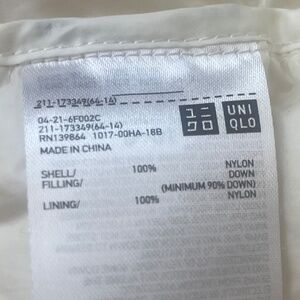 211-173349(64-14)
04-21-6F002C
211-173349(64-14)
RN139864 1017-00HA-18B
MADE IN CHINA
ユニ
クロ
UNI
QLO
SHELL/ 100% NYLON
FILLING/ DOWN
(MINIMUM 90% DOWN)
LINING/ 100% NYLON